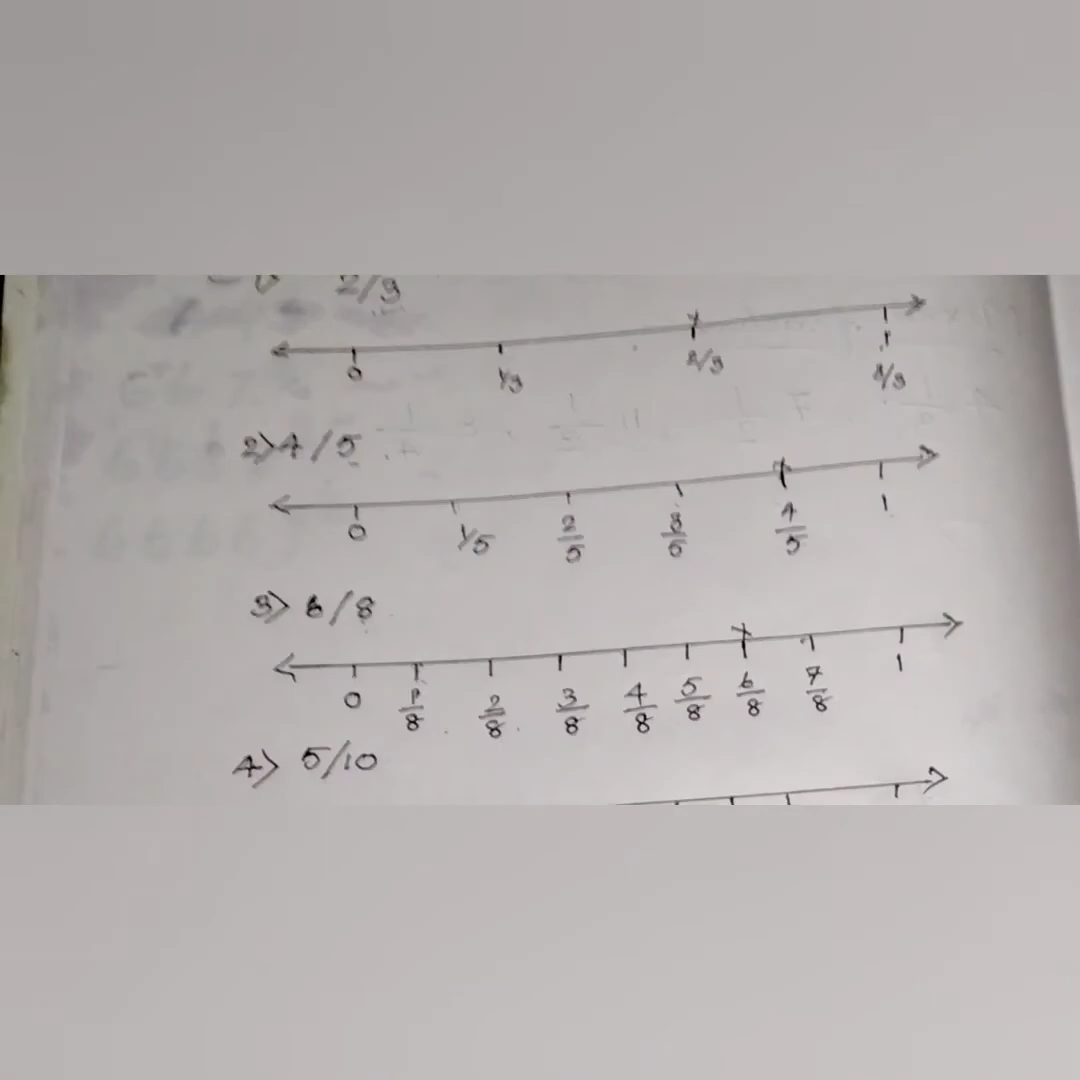 1) 2/3
0 1/3 2/3 1 3/3
2) 4/5
0 1/5 2/5 3/5 4/5 1
3) 6/8
0 1/8 2/8 3/8 4/8 5/8 6/8 7/8 1
4) 5/10